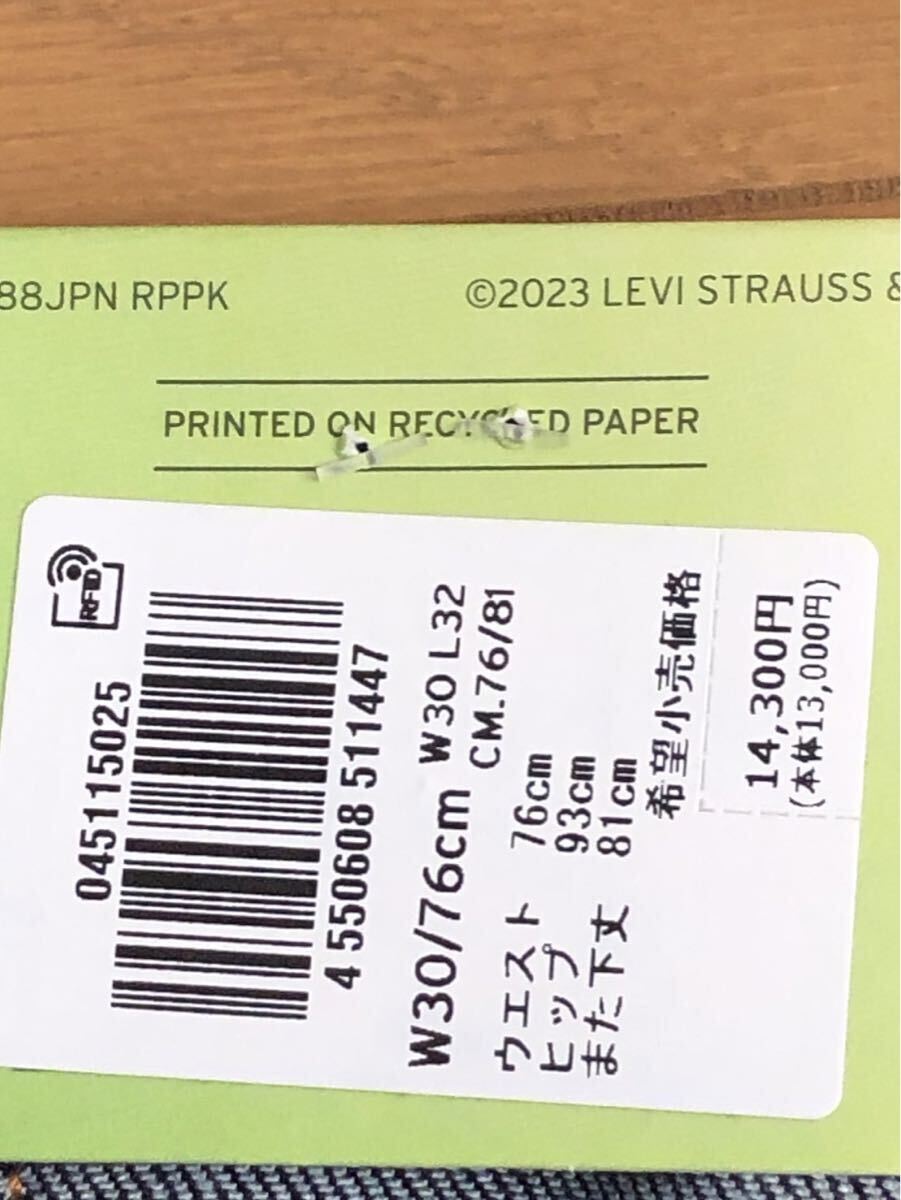 88JPN RPPK
©2023 LEVI STRAUSS &
PRINTED ON RECYCLED PAPER
RFID
045115025
4 550608 511447
W30/76cm W30 L32
CM.76/81
ウエスト 76cm
ヒップ 93cm
また下丈 81cm
希望小売価格
14,300円
(本体13,000円)